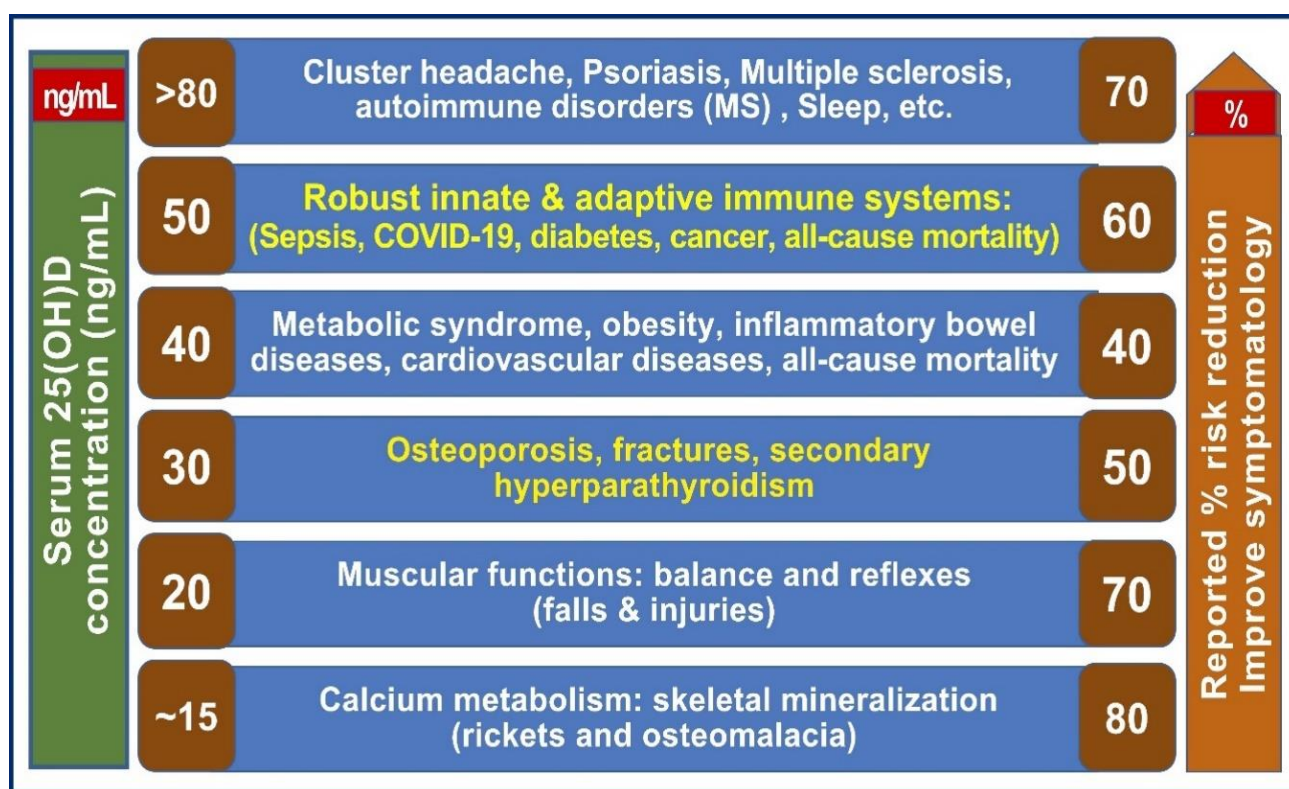 ng/mL
Serum 25(OH)D
concentration (ng/mL)
>80
Cluster headache, Psoriasis, Multiple sclerosis,
autoimmune disorders (MS) , Sleep, etc.
70
50
Robust innate & adaptive immune systems:
(Sepsis, COVID-19, diabetes, cancer, all-cause mortality)
60
40
Metabolic syndrome, obesity, inflammatory bowel
diseases, cardiovascular diseases, all-cause mortality
40
30
Osteoporosis, fractures, secondary
hyperparathyroidism
50
20
Muscular functions: balance and reflexes
(falls & injuries)
70
~15
Calcium metabolism: skeletal mineralization
(rickets and osteomalacia)
80
%
Reported % risk reduction
Improve symptomatology